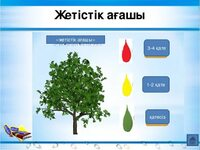 Жетістік ағашы
«жетістік ағашы»
3-4 қате
1-2 қате
қатесіз